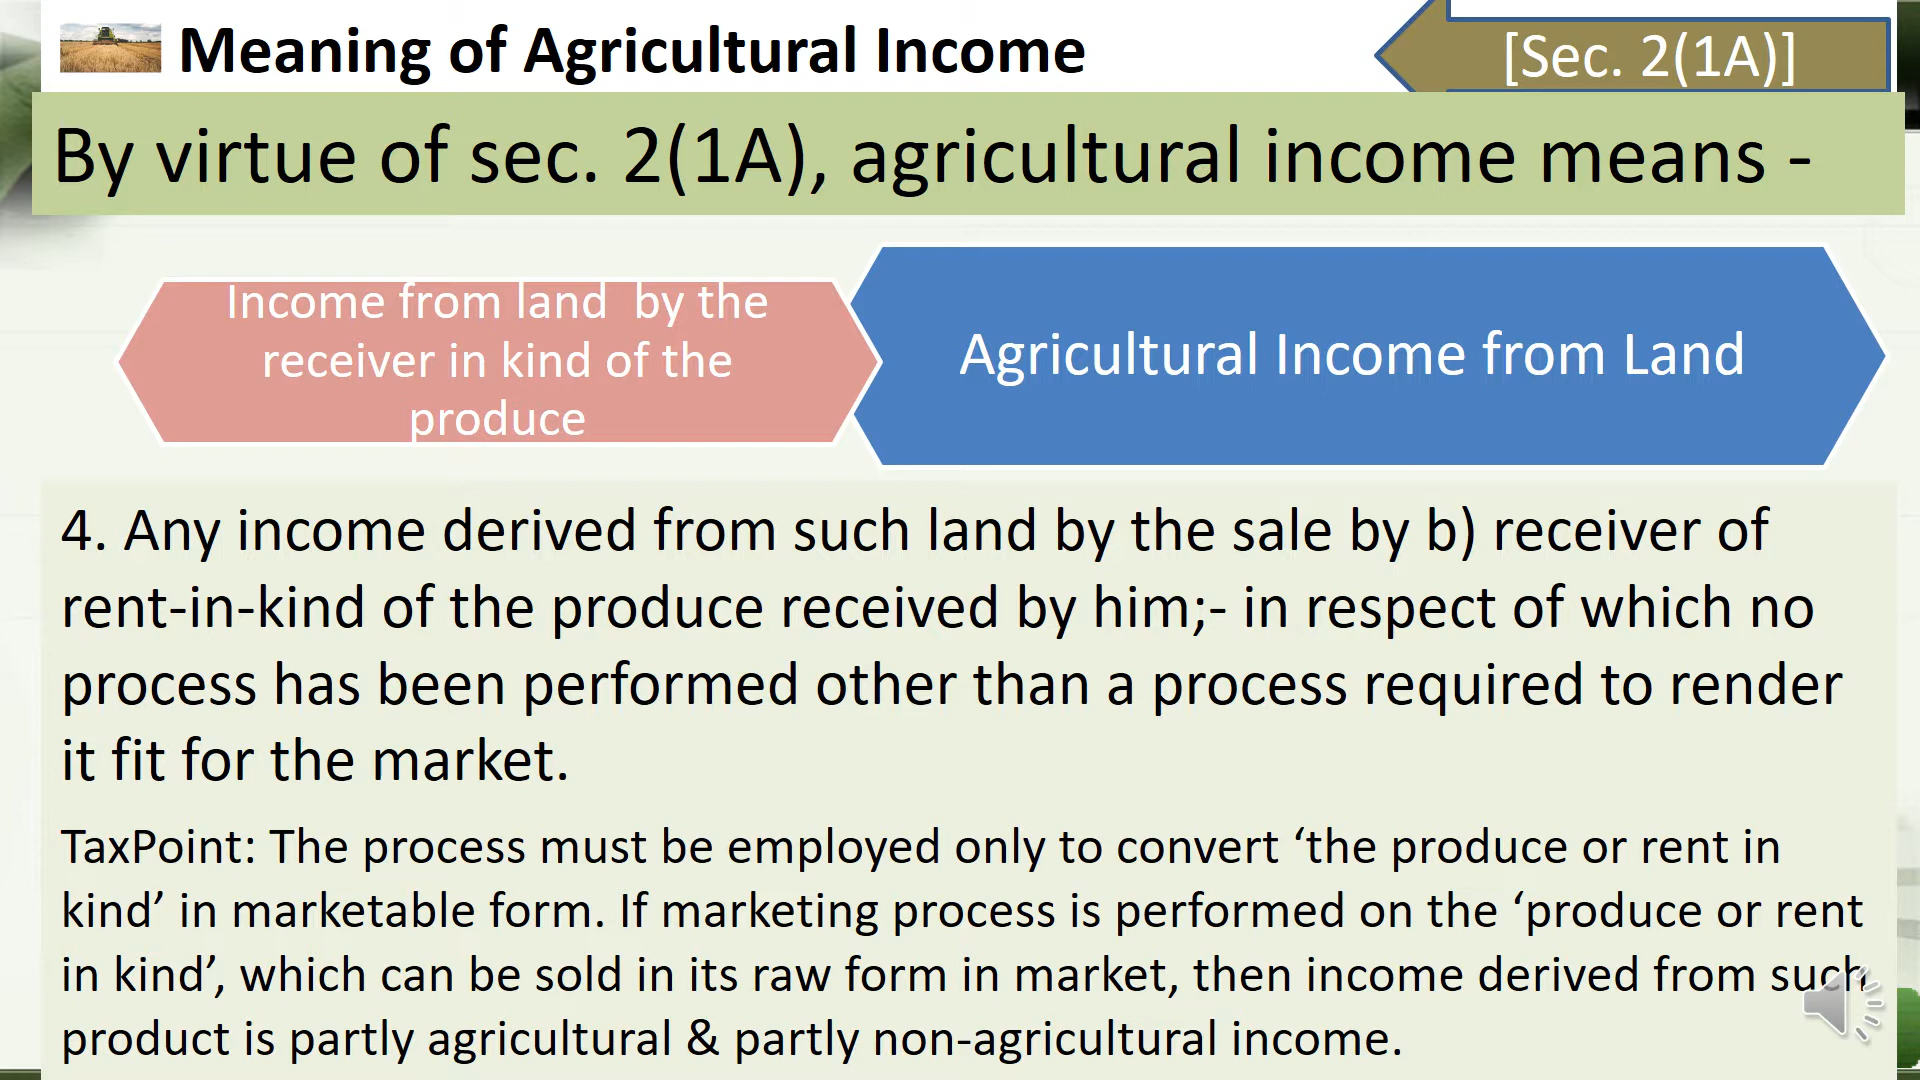 Meaning of Agricultural Income
[Sec. 2(1A)]
By virtue of sec. 2(1A), agricultural income means -
Income from land  by the
receiver in kind of the
produce
Agricultural Income from Land
4. Any income derived from such land by the sale by b) receiver of
rent-in-kind of the produce received by him;- in respect of which no
process has been performed other than a process required to render
it fit for the market.
TaxPoint: The process must be employed only to convert ‘the produce or rent in
kind’ in marketable form. If marketing process is performed on the ‘produce or rent
in kind’, which can be sold in its raw form in market, then income derived from such
product is partly agricultural & partly non-agricultural income.